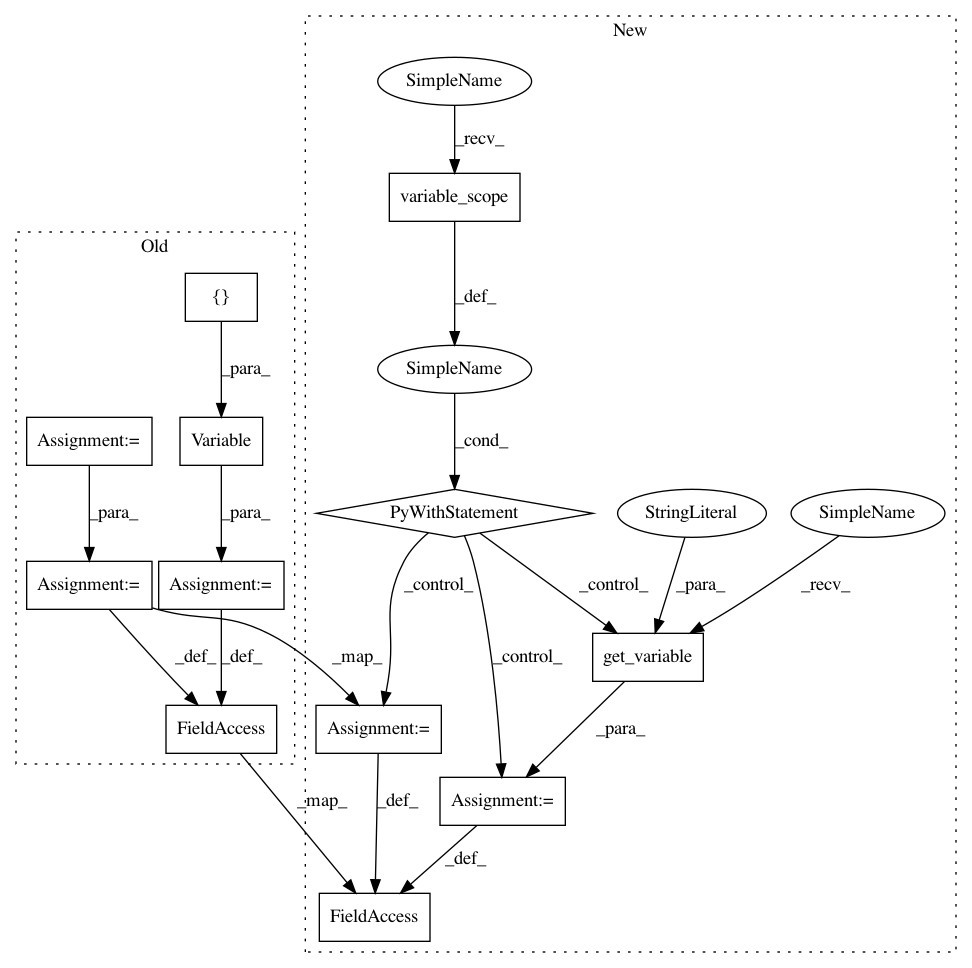 New
SimpleName
_recv_
variable_scope
Old
{}
_def_
_para_
SimpleName
Assignment:=
Variable
_cond_
_para_
_para_
PyWithStatement
StringLiteral
SimpleName
Assignment:=
Assignment:=
_control_
_control_
_para_
_recv_
_def_
_def_
_map_
_control_
get_variable
FieldAccess
Assignment:=
_para_
_map_
_def_
Assignment:=
_def_
FieldAccess